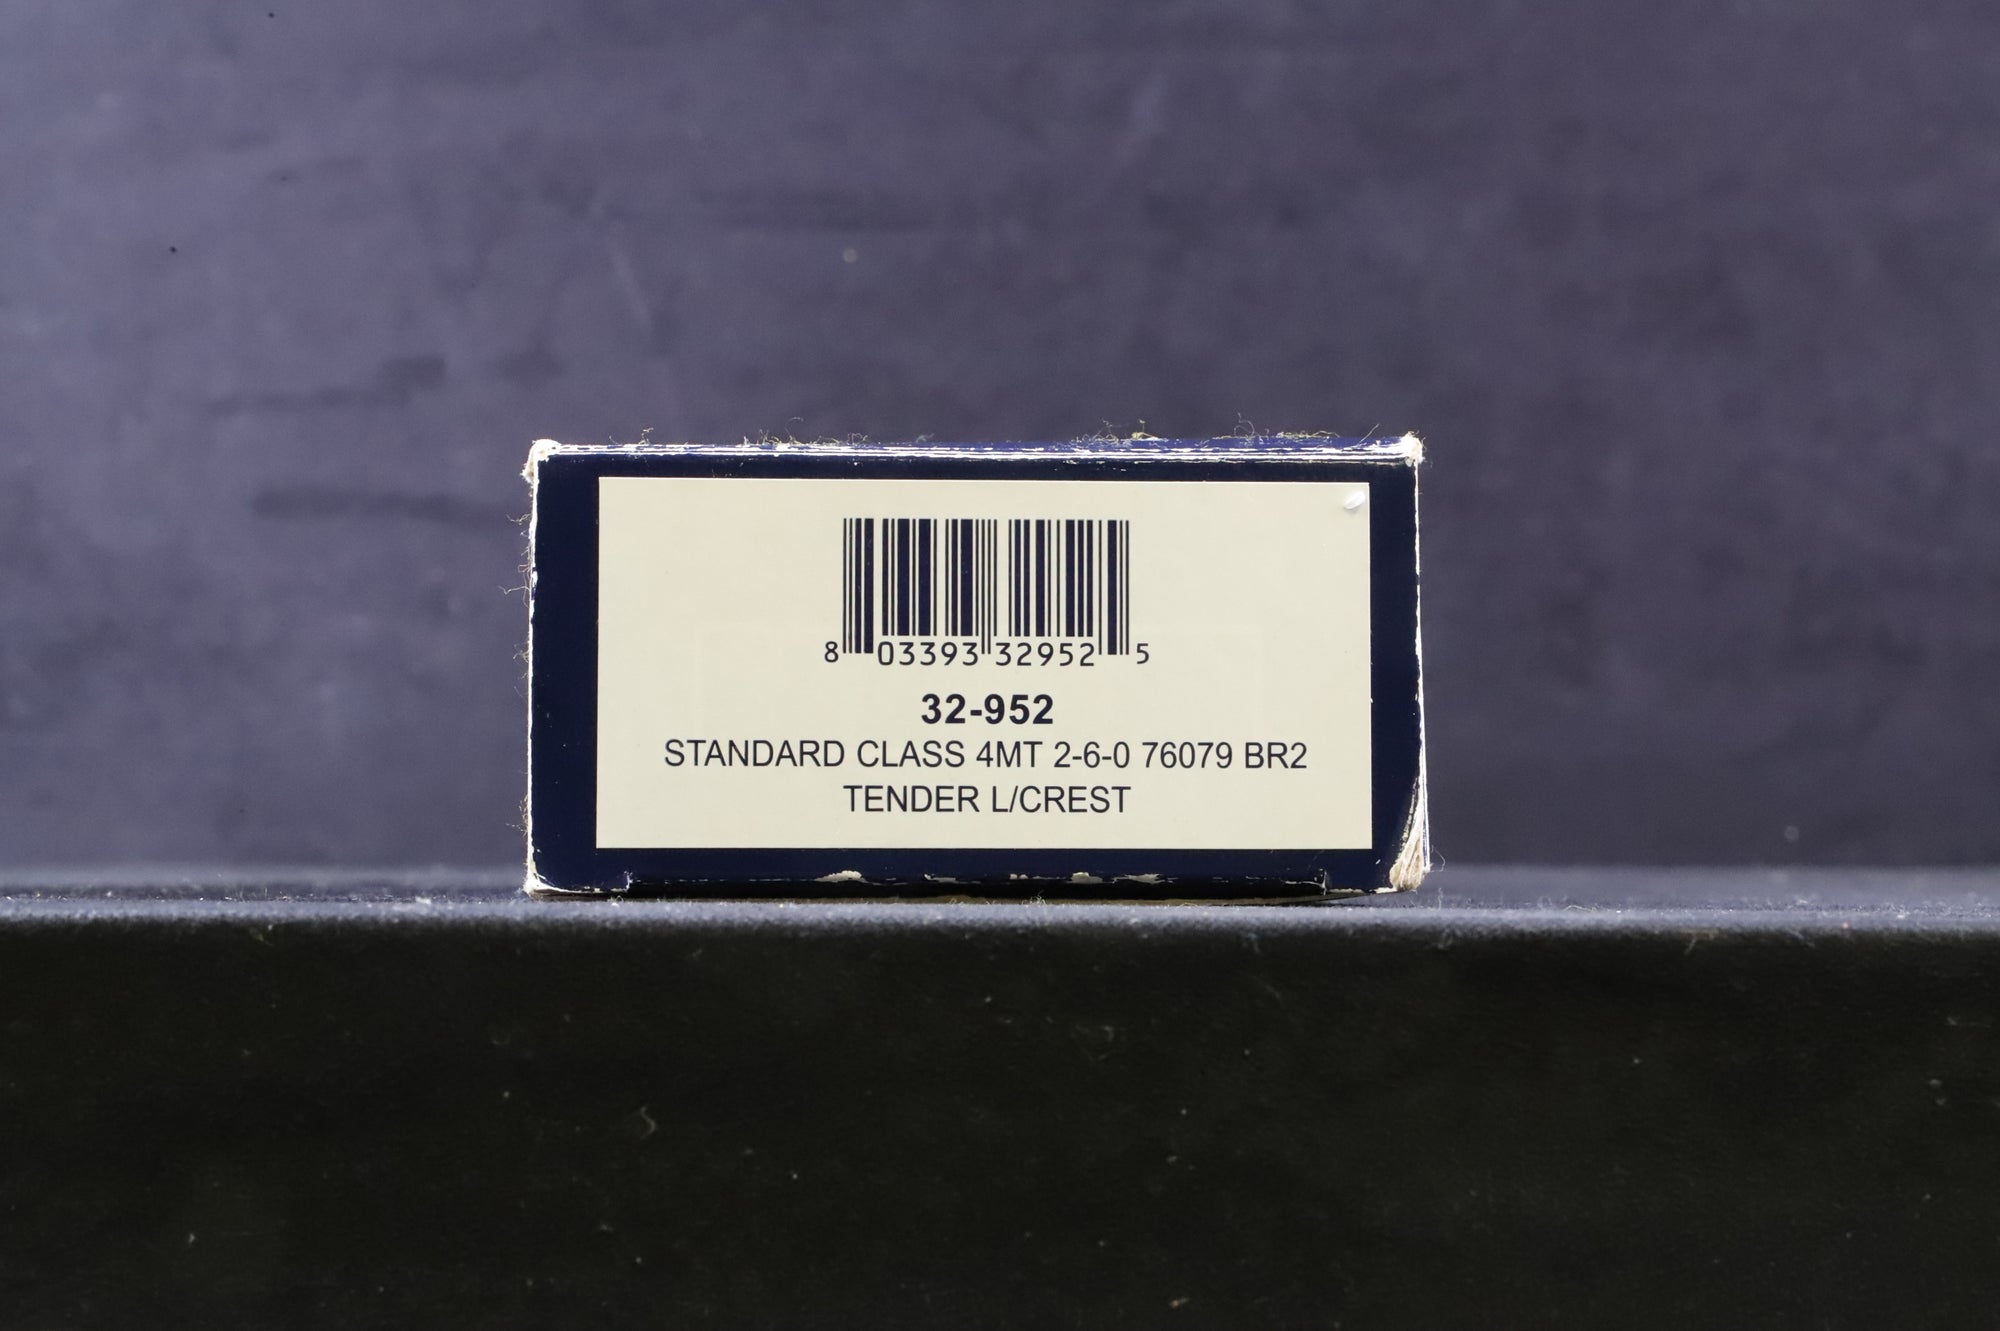 8 03393 32952 5
32-952
STANDARD CLASS 4MT 2-6-0 76079 BR2
TENDER L/CREST